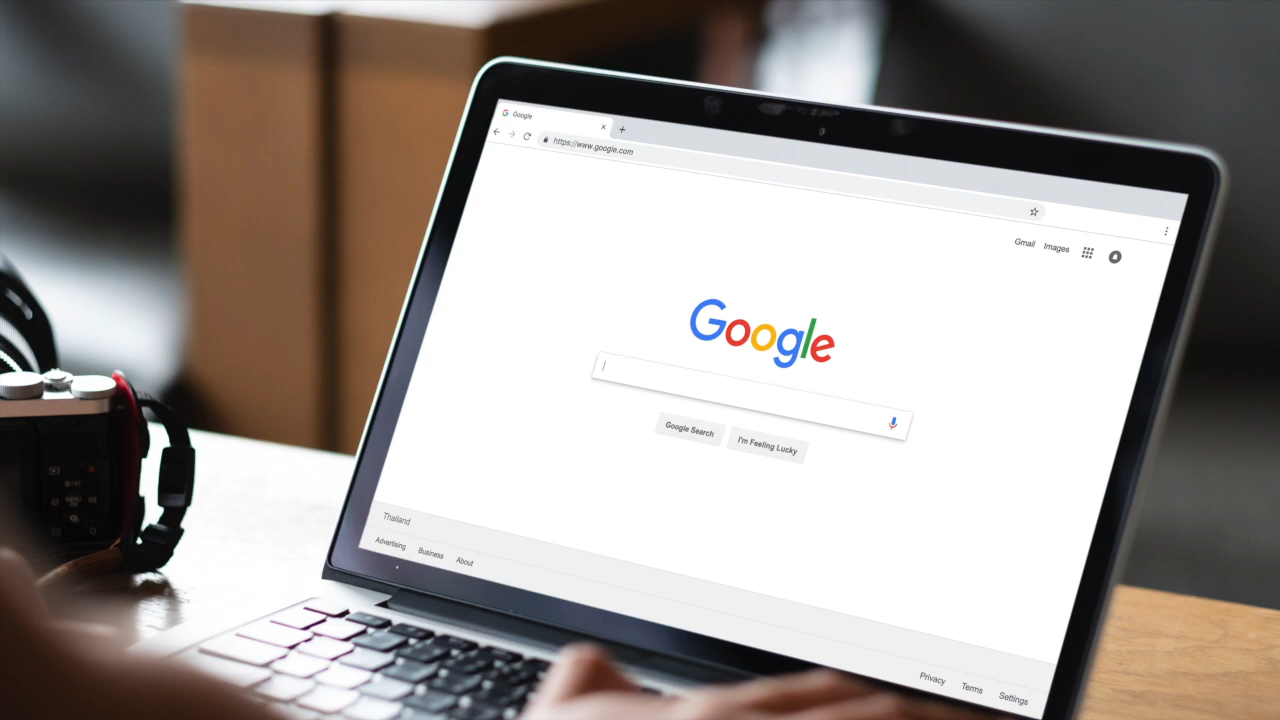 Google
https://www.google.com
Gmail Images
Google
Google Search I'm Feeling Lucky
Thailand
Advertising Business About
Privacy Terms Settings
MENU